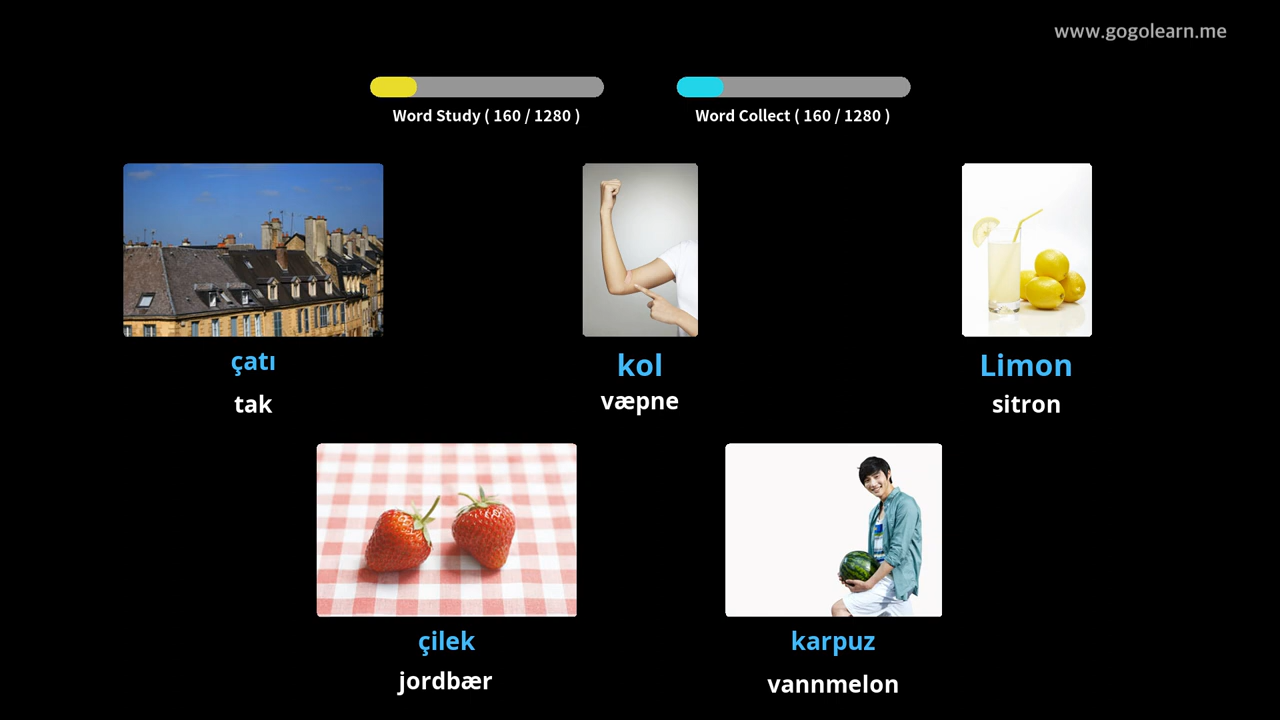 www.gogolearn.me
Word Study ( 160 / 1280 )
Word Collect ( 160 / 1280 )
çatı
tak
kol
væpne
Limon
sitron
çilek
jordbær
karpuz
vannmelon